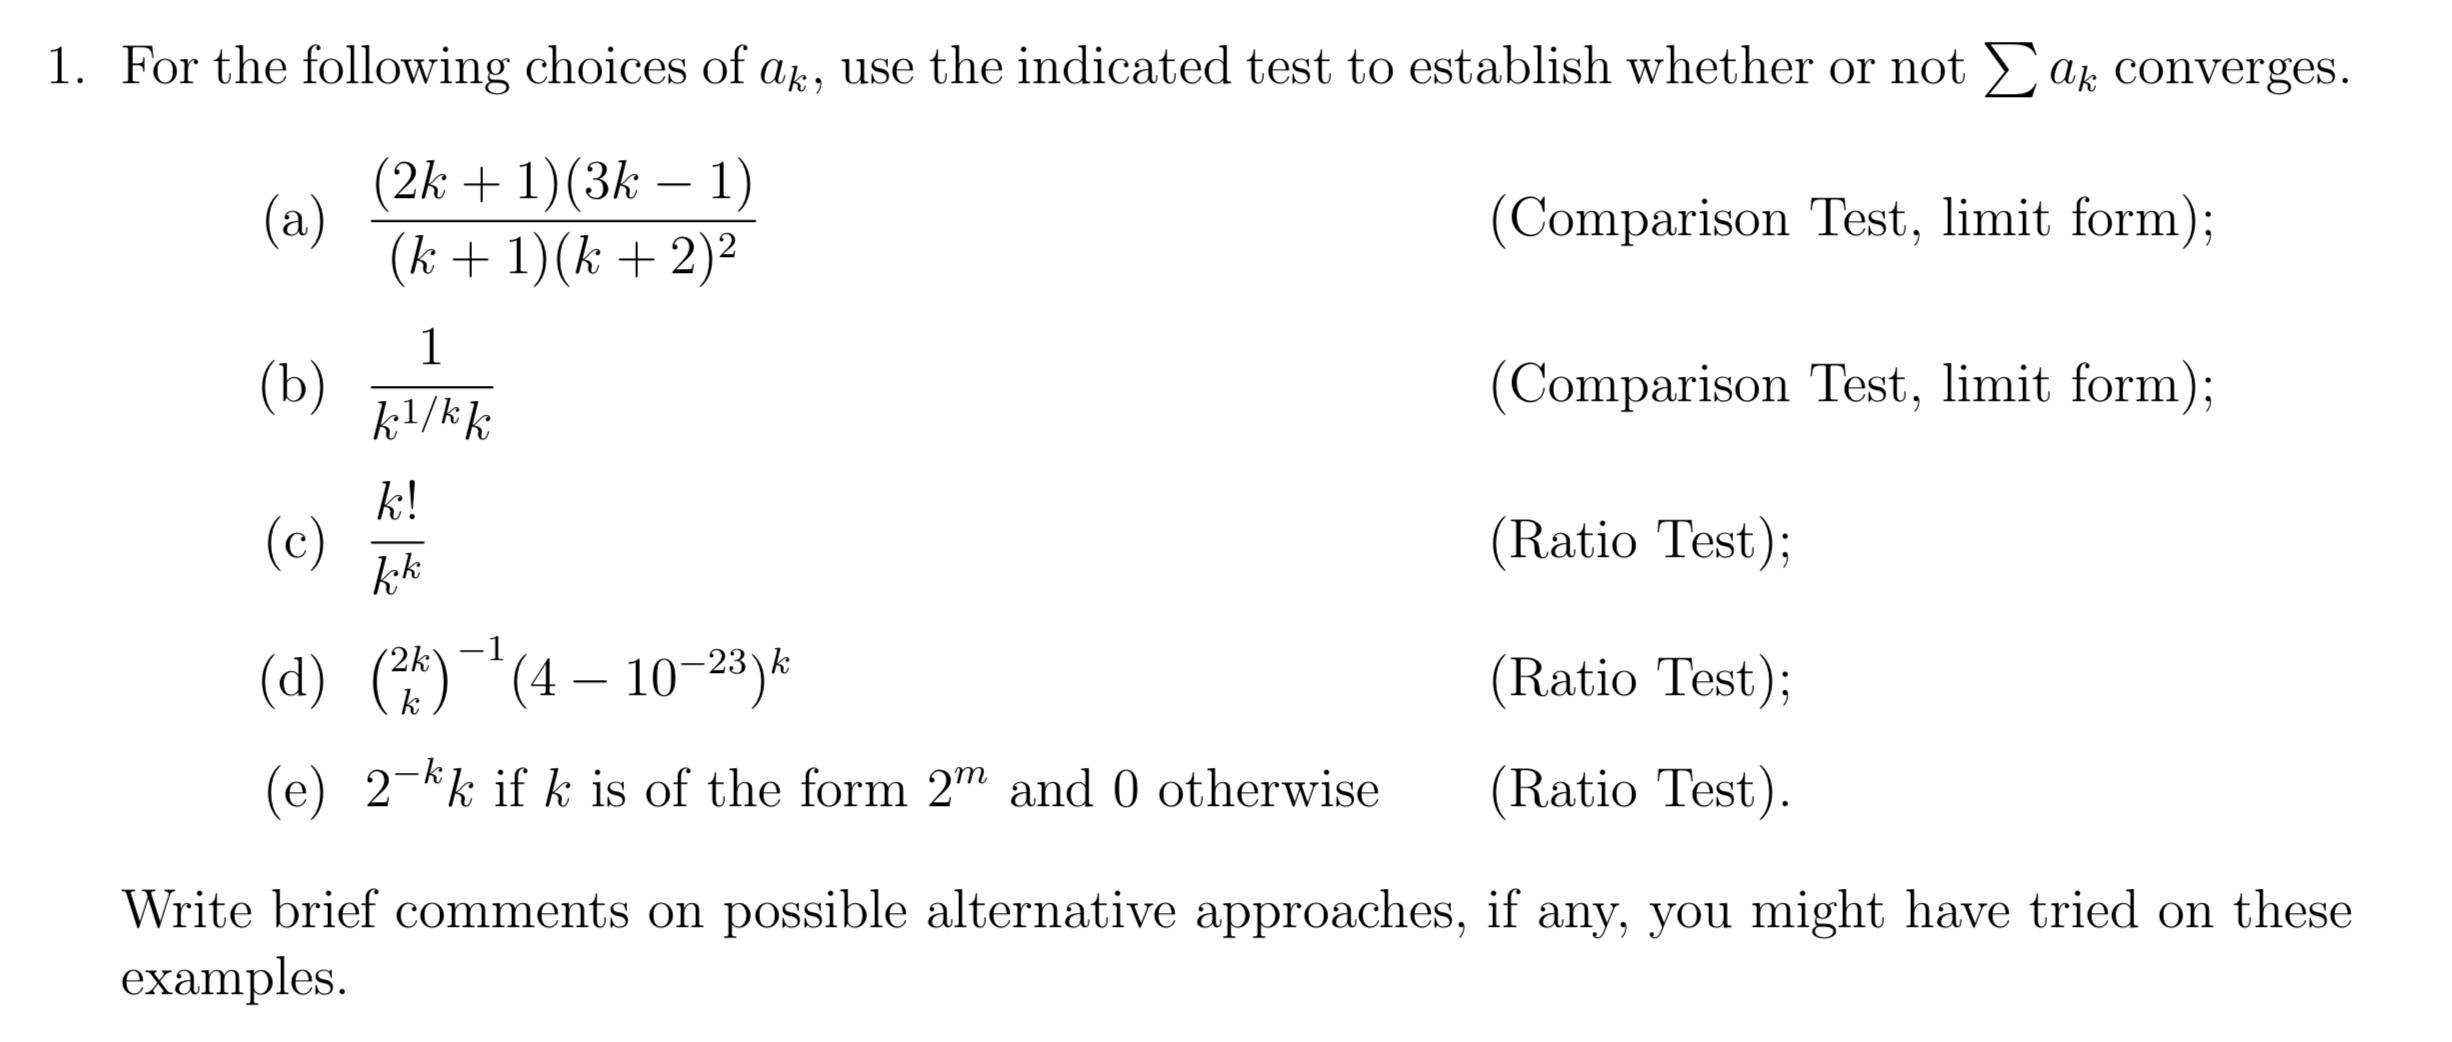 1. For the following choices of $a_k$, use the indicated test to establish whether or not $\sum a_k$ converges.
(a) $\dfrac{(2k+1)(3k-1)}{(k+1)(k+2)^2}$ (Comparison Test, limit form);
(b) $\dfrac{1}{k^{1/k}k}$ (Comparison Test, limit form);
(c) $\dfrac{k!}{k^k}$ (Ratio Test);
(d) $\binom{2k}{k}^{-1}(4-10^{-23})^k$ (Ratio Test);
(e) $2^{-k}k$ if $k$ is of the form $2^m$ and 0 otherwise (Ratio Test).
Write brief comments on possible alternative approaches, if any, you might have tried on these
examples.